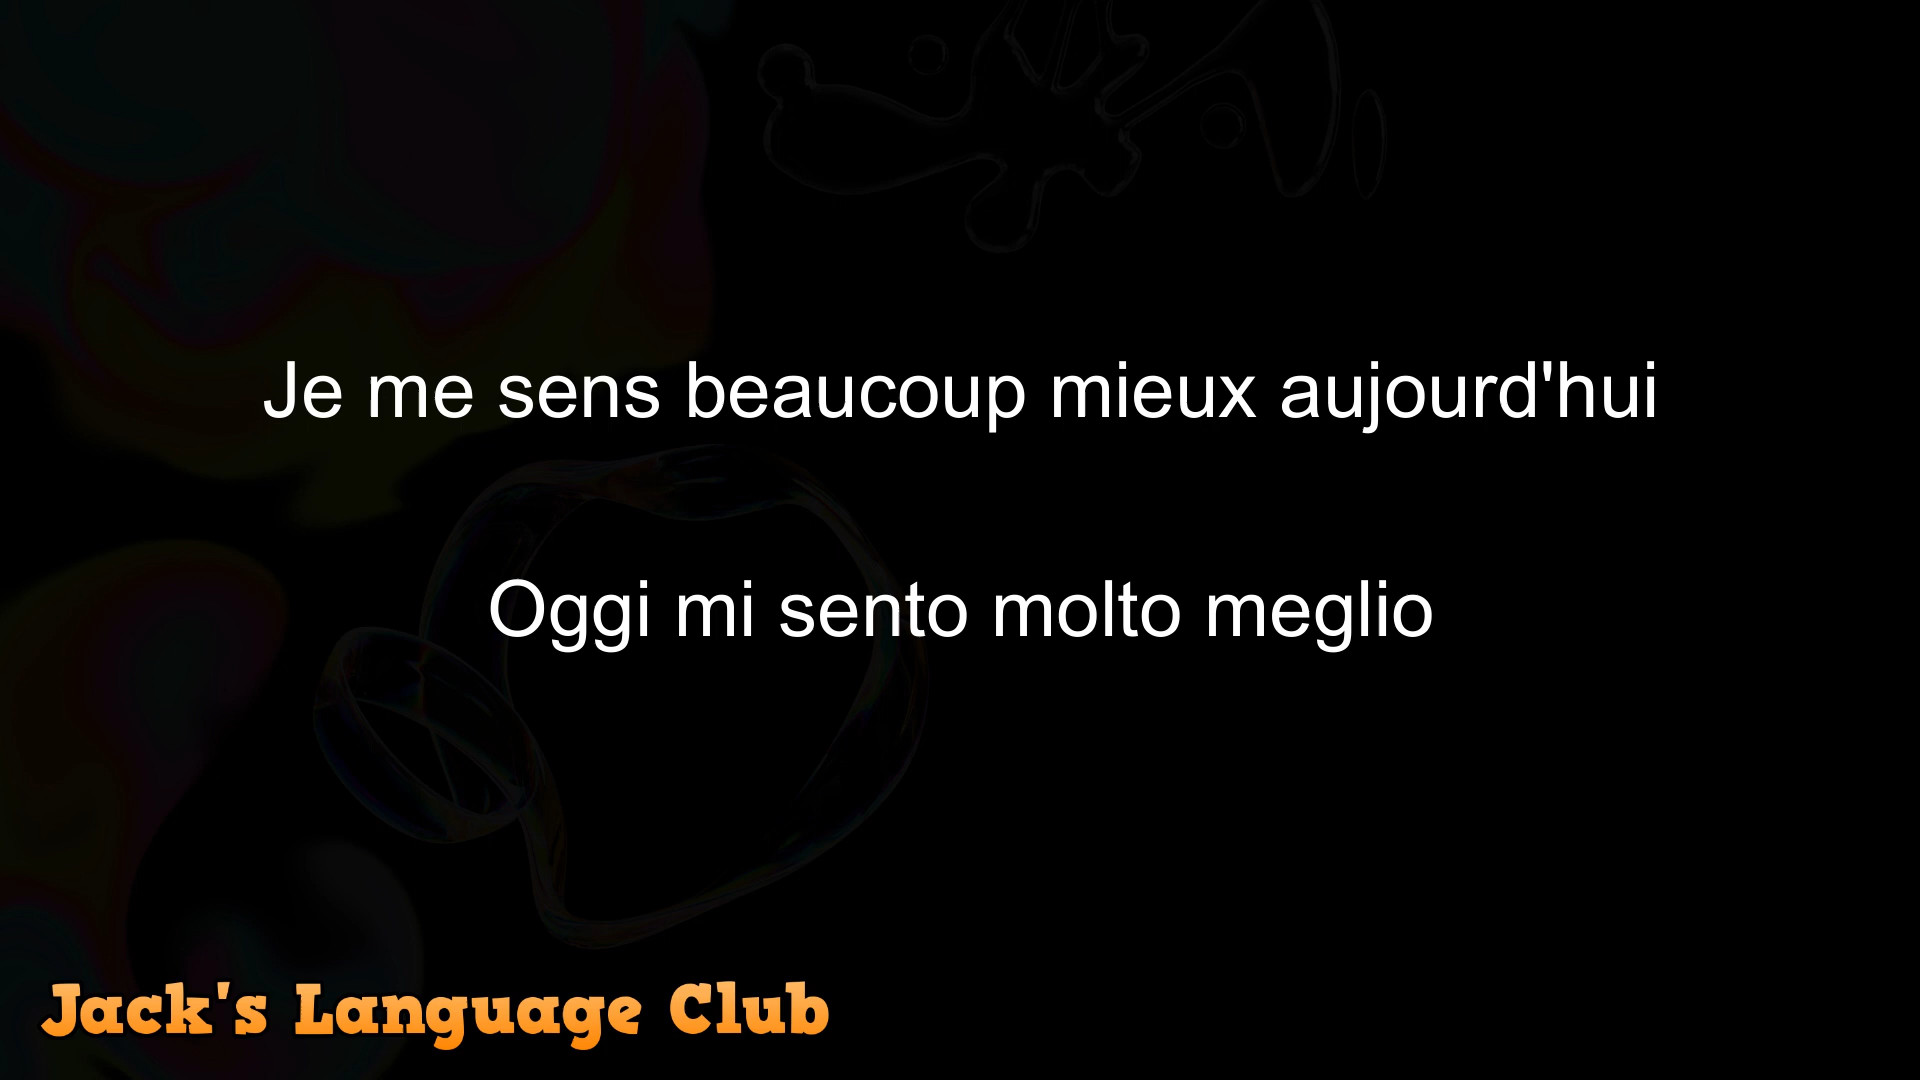 Je me sens beaucoup mieux aujourd'hui
Oggi mi sento molto meglio
Jack's Language Club